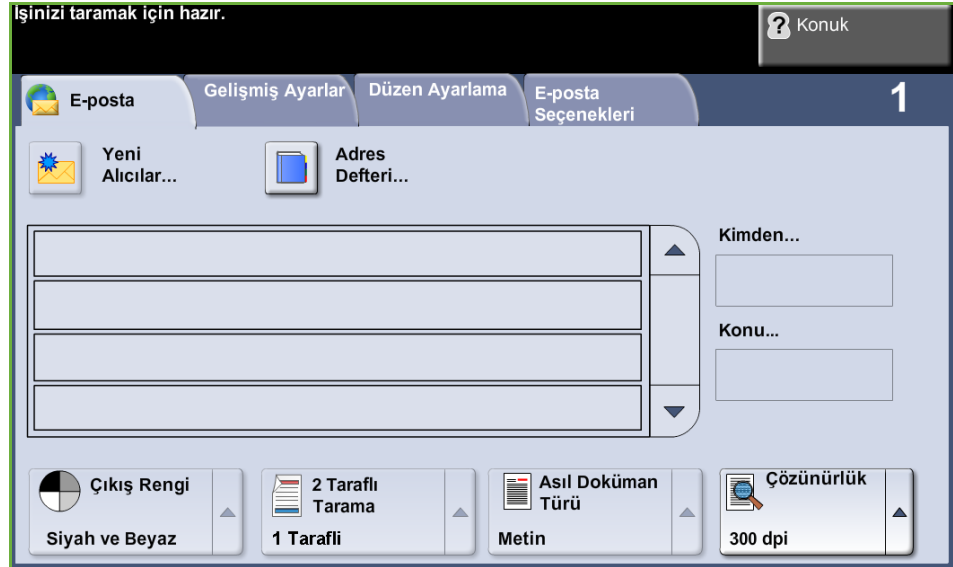 İşinizi taramak için hazır.
? Konuk
E-posta
Gelişmiş Ayarlar
Düzen Ayarlama
E-posta
Seçenekleri
1
Yeni
Alıcılar...
Adres
Defteri...
Kimden...
Konu...
Çıkış Rengi
Siyah ve Beyaz
2 Taraflı
Tarama
1 Tarafli
Asıl Doküman
Türü
Metin
Çözünürlük
300 dpi